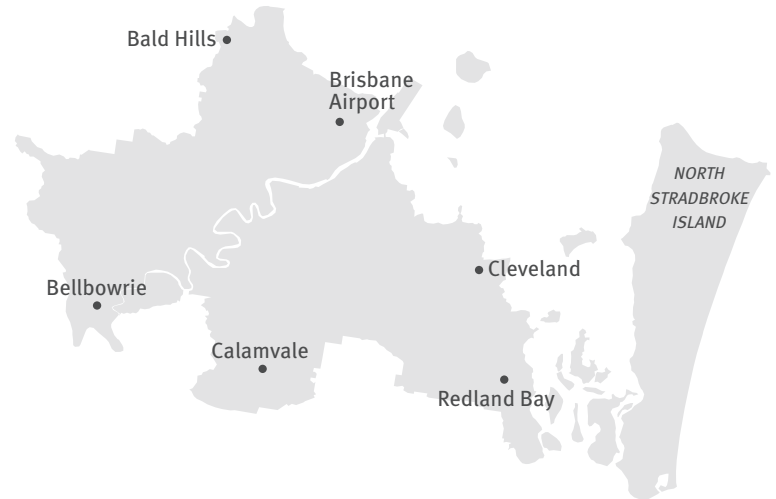 Bald Hills
Brisbane
Airport
NORTH
STRADBROKE
ISLAND
Cleveland
Bellbowrie
Calamvale
Redland Bay